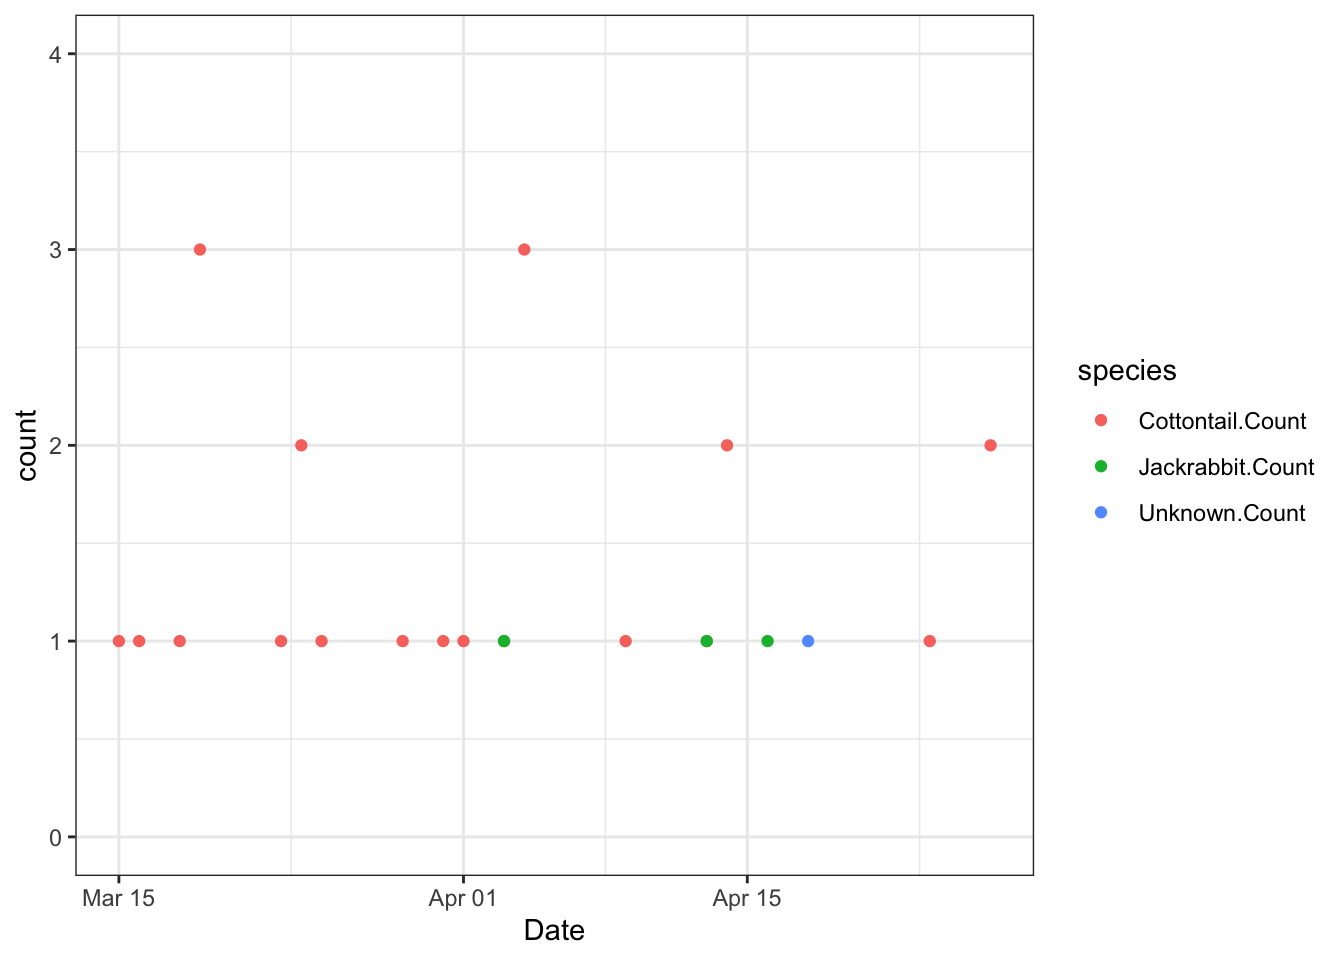 count
4
3
2
1
0
Mar 15
Apr 01
Apr 15
Date
species
Cottontail.Count
Jackrabbit.Count
Unknown.Count